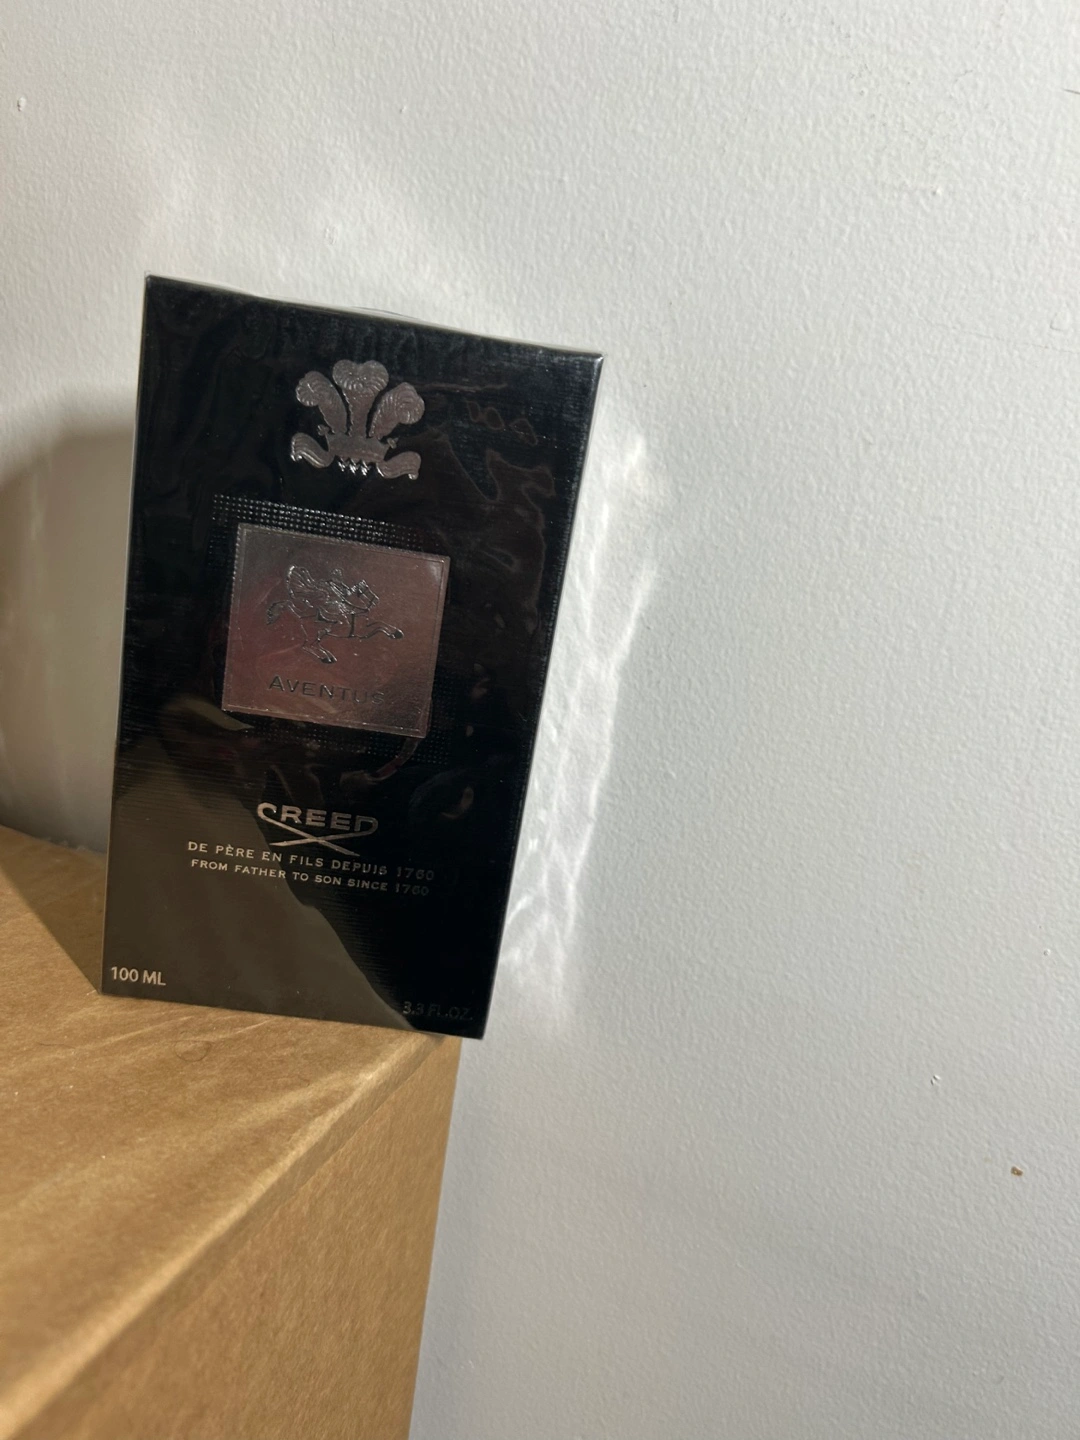 AVENTUS
CREED
DE PÈRE EN FILS DEPUIS 1760
FROM FATHER TO SON SINCE 1760
100 ML
3.3 FL.OZ.